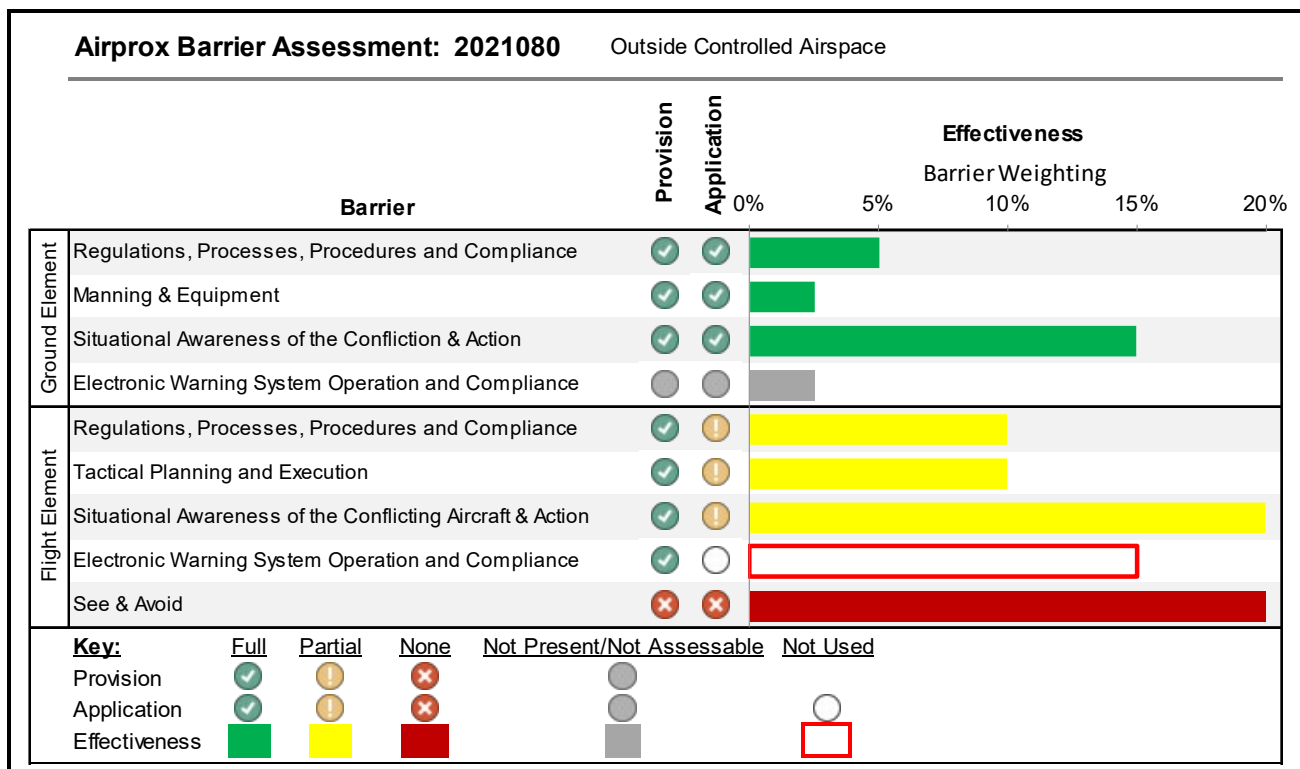 Airprox Barrier Assessment: 2021080 Outside Controlled Airspace
Provision
Application
Effectiveness
Barrier Weighting
Barrier
0% 5% 10% 15% 20%
Ground Element
Regulations, Processes, Procedures and Compliance
Manning & Equipment
Situational Awareness of the Confliction & Action
Electronic Warning System Operation and Compliance
Flight Element
Regulations, Processes, Procedures and Compliance
Tactical Planning and Execution
Situational Awareness of the Conflicting Aircraft & Action
Electronic Warning System Operation and Compliance
See & Avoid
Key: Full Partial None Not Present/Not Assessable Not Used
Provision
Application
Effectiveness